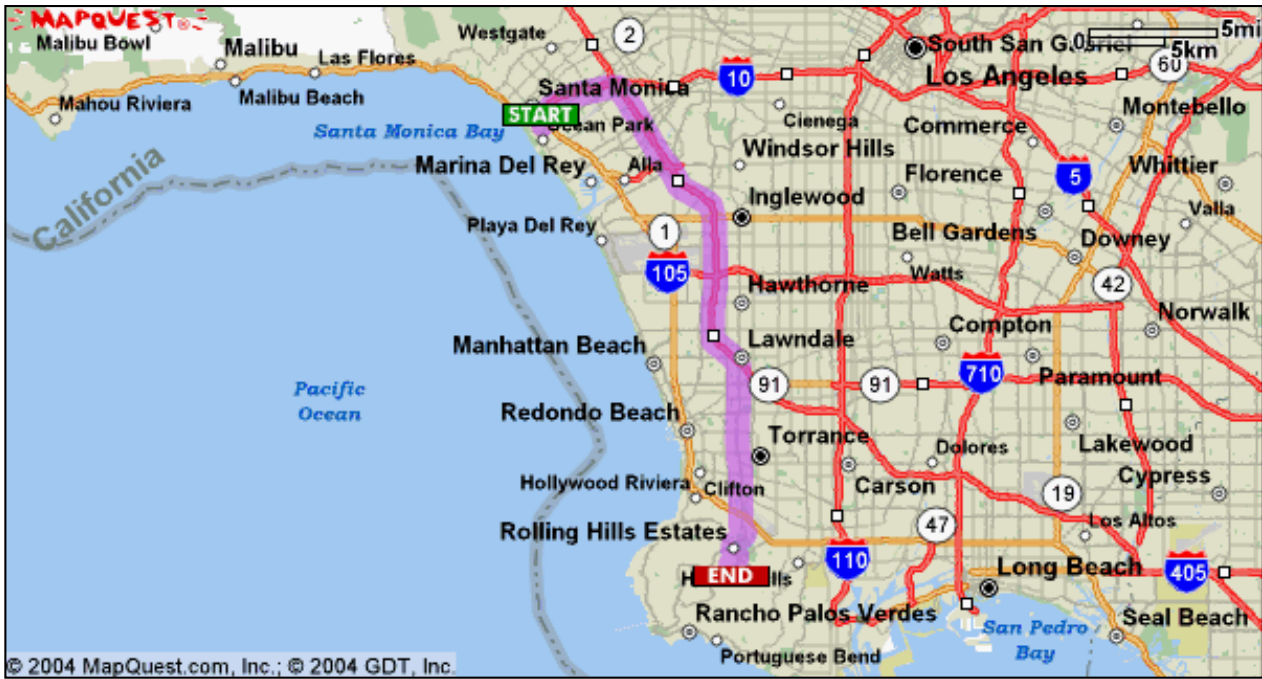 MAPQUEST®
Malibu Bowl
Malibu
Las Flores
Mahou Riviera
Malibu Beach
Westgate
2
Santa Monica
START
Ocean Park
Santa Monica Bay
10
South San Gabriel
0 5mi
5km
60
Los Angeles
Montebello
Cienega
Commerce
Marina Del Rey
Alla
Windsor Hills
Florence
5
Whittier
California
Inglewood
Valla
Playa Del Rey
1
Bell Gardens
Downey
105
Watts
42
Hawthorne
Norwalk
Manhattan Beach
Lawndale
Compton
Pacific
Ocean
91
91
710
Paramount
Redondo Beach
Torrance
Dolores
Lakewood
Hollywood Riviera
Clifton
Carson
19
Cypress
Rolling Hills Estates
47
Los Altos
END
lls
110
Long Beach
405
Rancho Palos Verdes
San Pedro
Bay
Seal Beach
Portuguese Bend
© 2004 MapQuest.com, Inc.; © 2004 GDT, Inc.